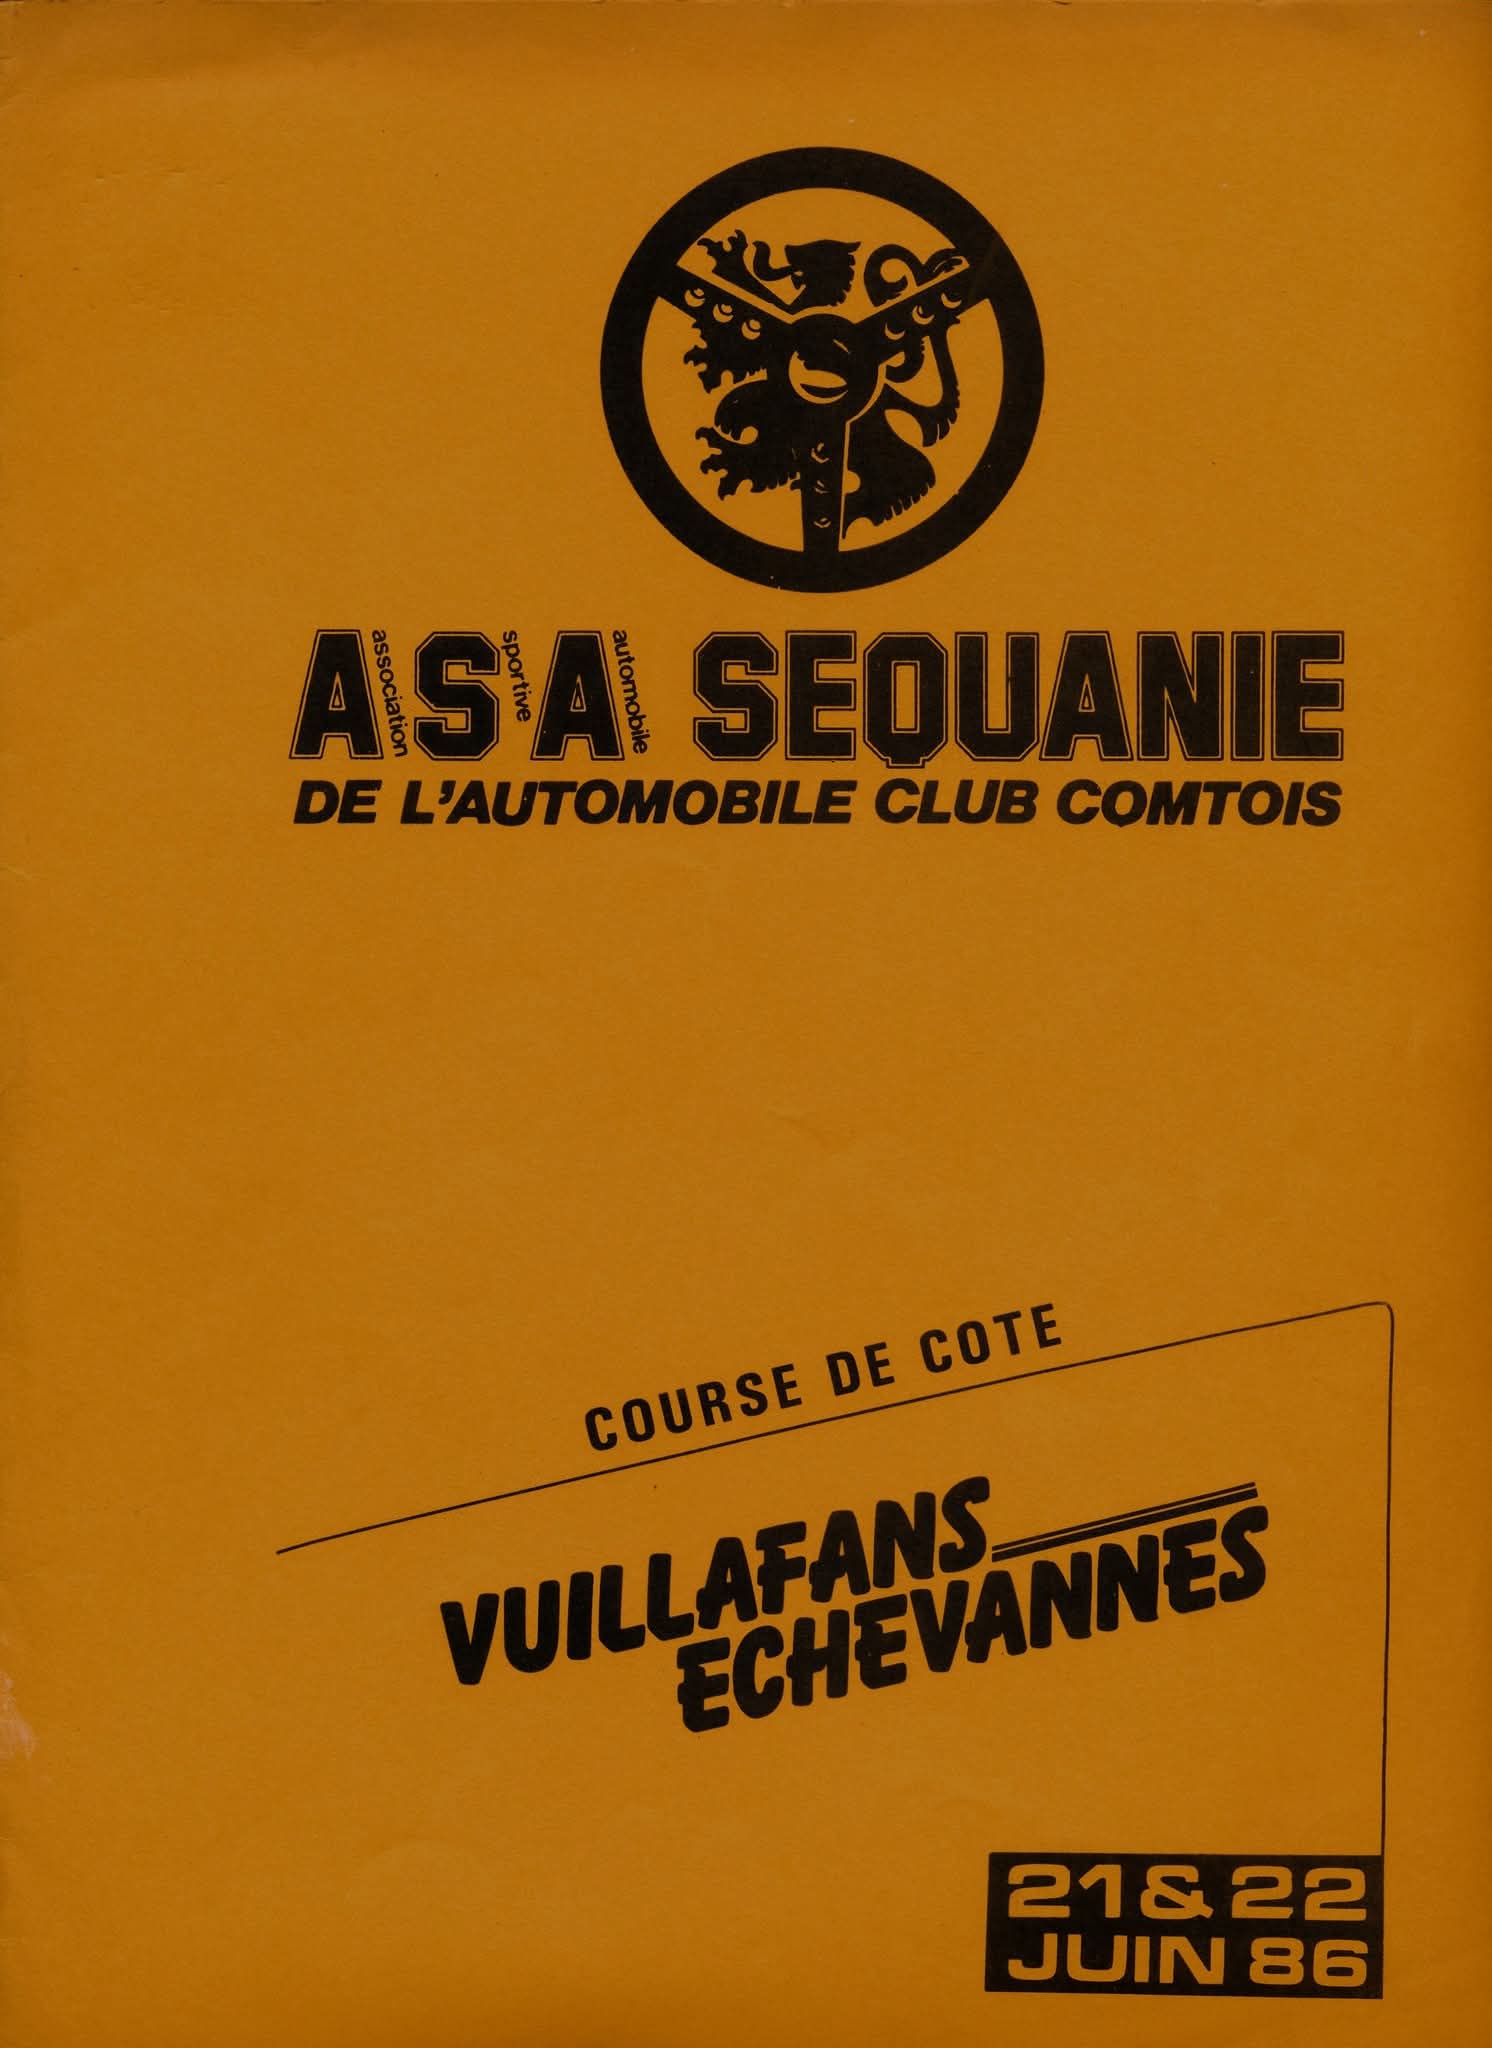 ASA SEQUANIE
association
sportive
automobile
DE L'AUTOMOBILE CLUB COMTOIS
COURSE DE COTE
VUILLAFANS
ECHEVANNES
21 & 22
JUIN 86